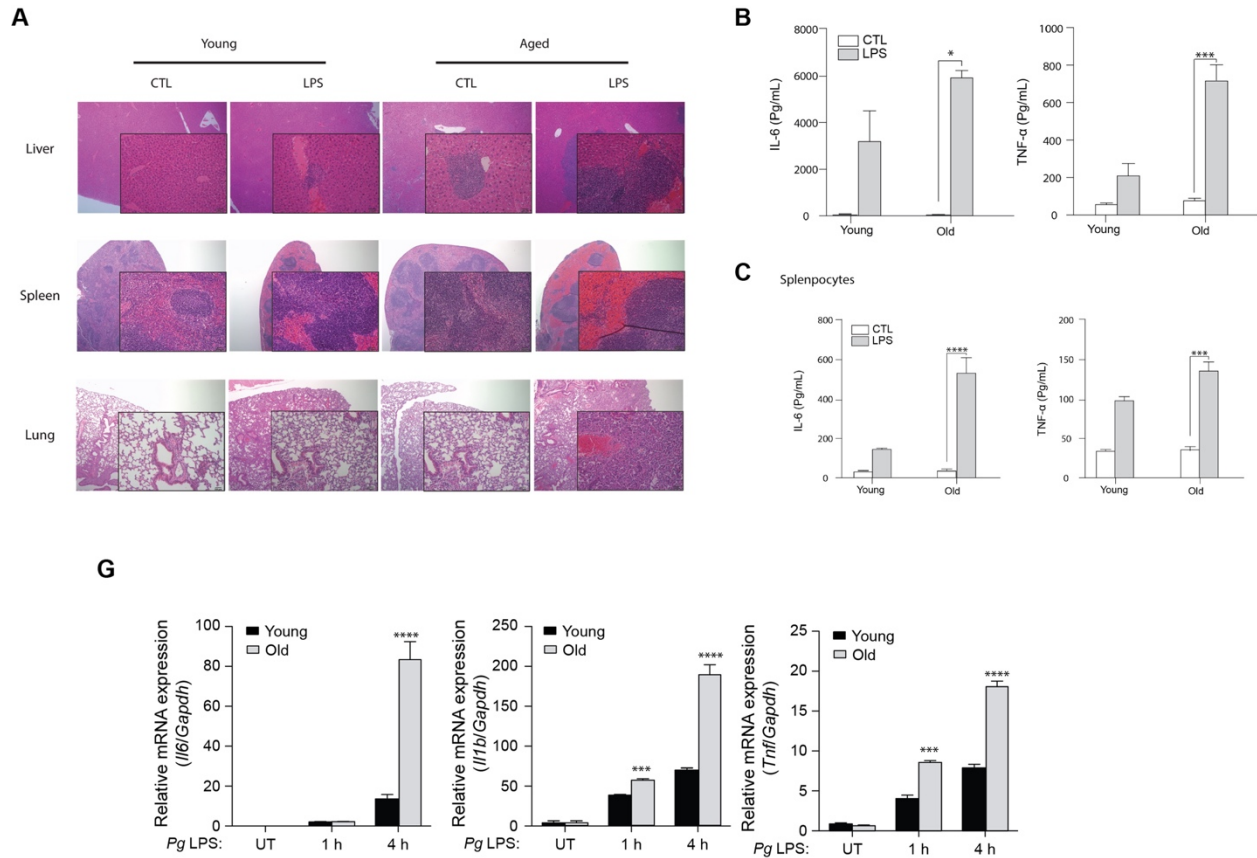 A
Young Aged
CTL LPS CTL LPS
Liver
Spleen
Lung
B
CTL
LPS
IL-6 (Pg/mL)
8000
6000
4000
2000
0
Young Old
*
TNF-α (Pg/mL)
1000
800
600
400
200
0
Young Old
***
C Splenpocytes
CTL
LPS
IL-6 (Pg/mL)
800
600
400
200
0
Young Old
****
TNF-α (Pg/mL)
200
150
100
50
0
Young Old
***
G
Relative mRNA expression
(Il6/Gapdh)
100
80
60
40
20
0
Young
Old
****
Pg LPS: UT 1 h 4 h
Relative mRNA expression
(Il1b/Gapdh)
250
200
150
100
50
0
Young
Old
***
****
UT 1 h 4 h
Relative mRNA expression
(Tnf/Gapdh)
25
20
15
10
5
0
Young
Old
***
****
Pg LPS: UT 1 h 4 h